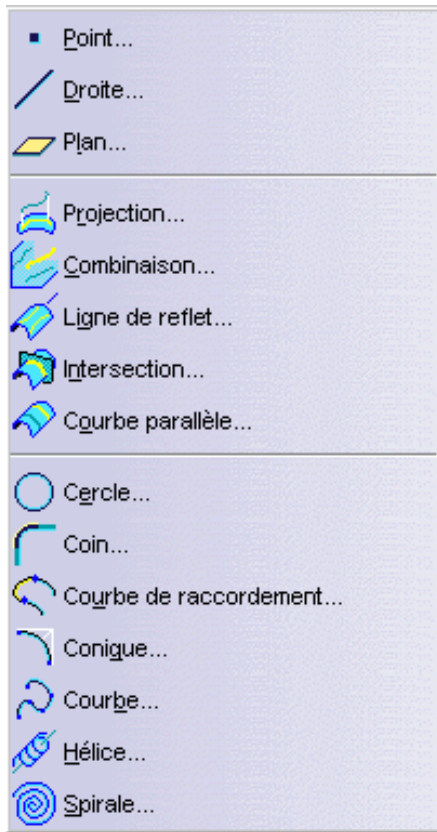 Point...
Droite...
Plan...
Projection...
Combinaison...
Ligne de reflet...
Intersection...
Courbe parallèle...
Cercle...
Coin...
Courbe de raccordement...
Conigue...
Courbe...
Hélice...
Spirale...